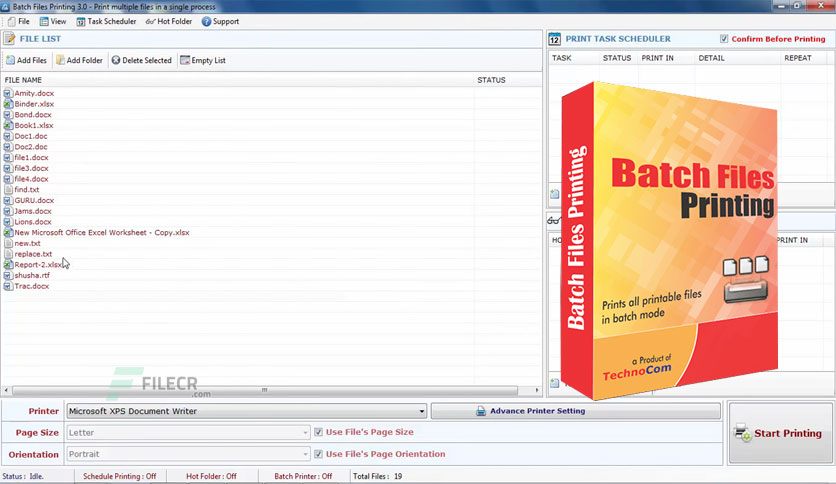 Batch Files Printing 3.0 - Print multiple files in a single process
File View Task Scheduler Hot Folder Support
FILE LIST
Add Files Add Folder Delete Selected Empty List
FILE NAME STATUS
Amity.docx
Binder.xlsx
Bond.docx
Book1.xlsx
Doc1.doc
Doc2.doc
file1.docx
file3.docx
file4.docx
find.txt
GURU.docx
Jams.docx
Lions.docx
New Microsoft Office Excel Worksheet - Copy.xlsx
new.txt
replace.txt
Report-2.xlsx
shusha.rtf
Trac.docx
FILECR
.com
12 PRINT TASK SCHEDULER Confirm Before Printing
TASK STATUS PRINT IN DETAIL REPEAT
HO
PRINT IN
Batch Files Printing
Batch Files
Printing
Prints all printable files
in batch mode
a Product of
TechnoCom
Printer Microsoft XPS Document Writer Advance Printer Setting
Page Size Letter Use File's Page Size
Orientation Portrait Use File's Page Orientation
Start Printing
Status : Idle. Schedule Printing : Off Hot Folder : Off Batch Printer : Off Total Files : 19